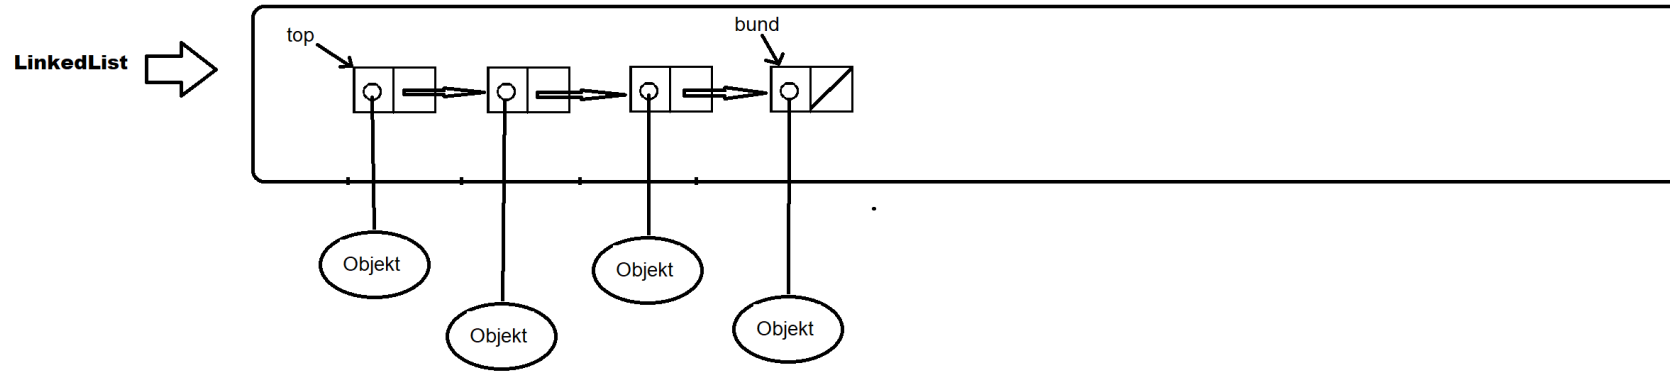 LinkedList
top
bund
Objekt
Objekt
Objekt
Objekt